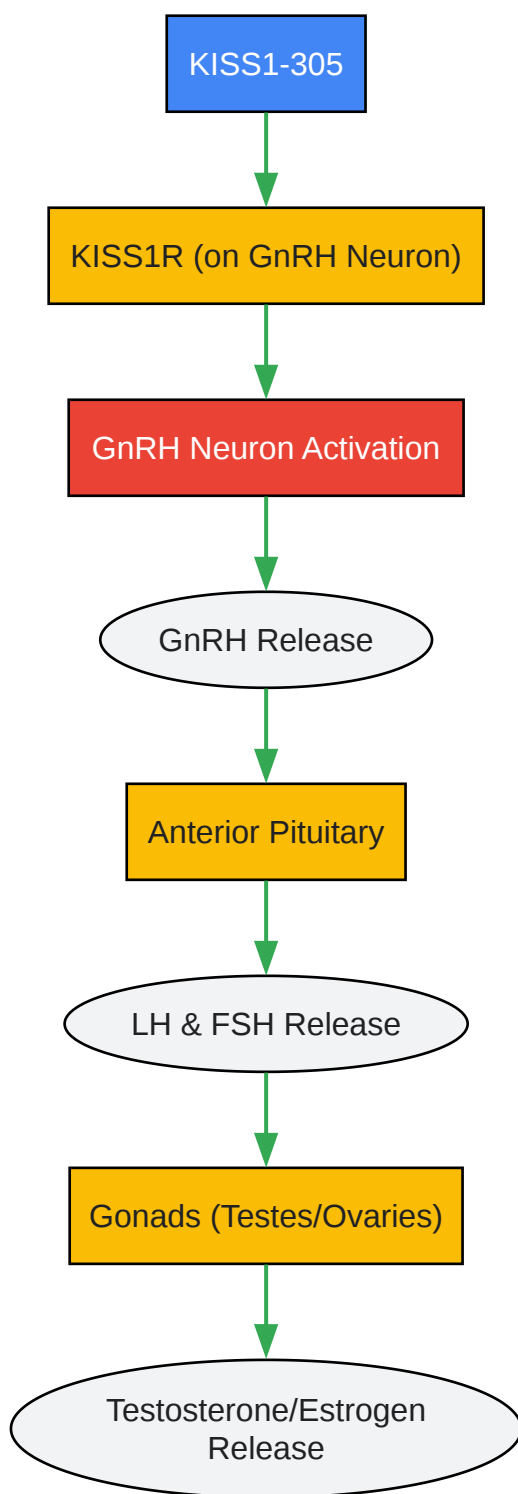 KISS1-305
KISS1R (on GnRH Neuron)
GnRH Neuron Activation
GnRH Release
Anterior Pituitary
LH & FSH Release
Gonads (Testes/Ovaries)
Testosterone/Estrogen
Release